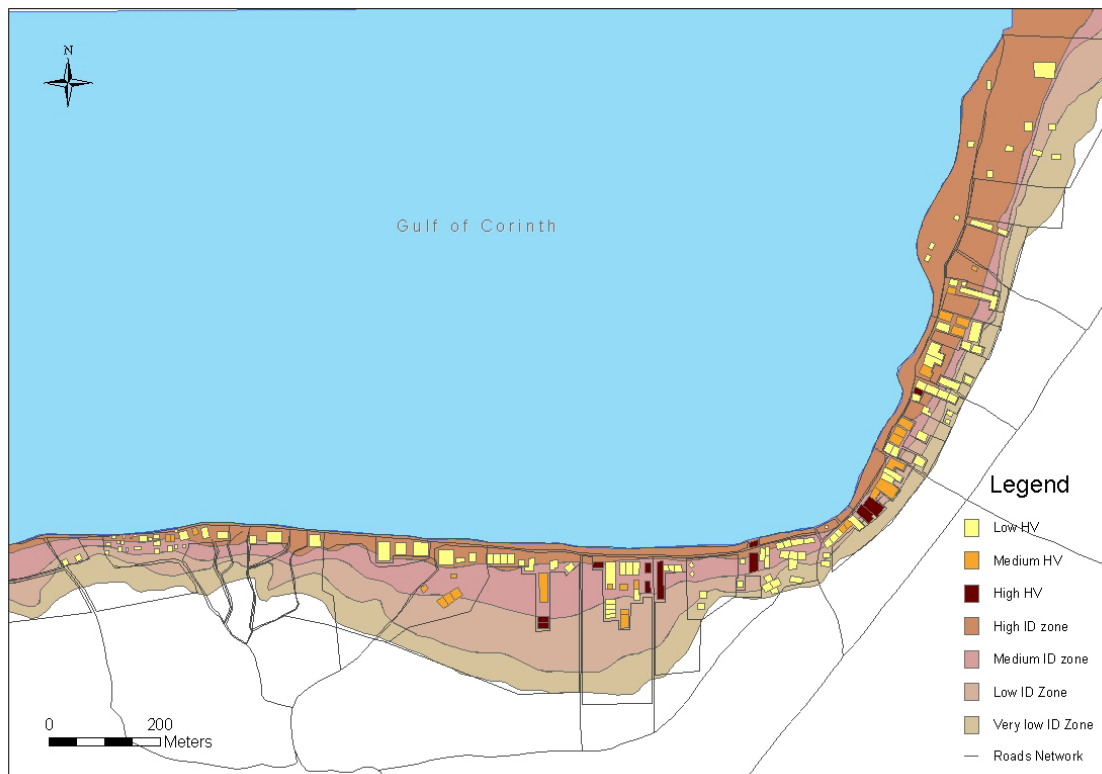 N
Gulf of Corinth
Legend
Low HV
Medium HV
High HV
High ID zone
Medium ID zone
Low ID Zone
Very low ID Zone
Roads Network
0 200
Meters